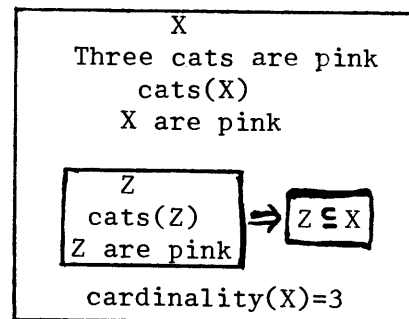 X
Three cats are pink
cats(X)
X are pink
Z
cats(Z)
Z are pink
⇒
Z ⊆ X
cardinality(X)=3